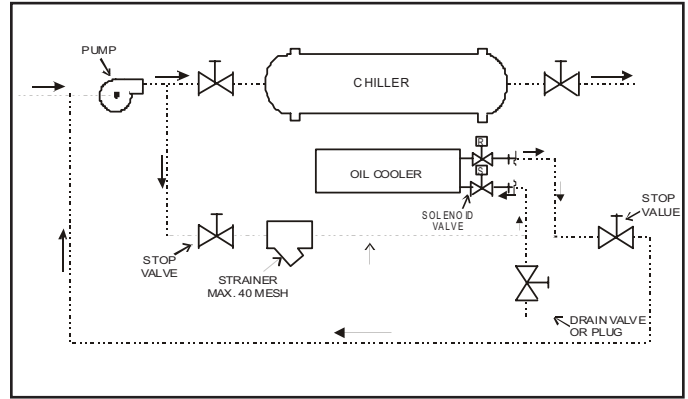 PUMP
CHILLER
R
OIL COOLER
S
SOLENOID
VALVE
STOP
VALUE
STOP
VALVE
STRAINER
MAX. 40 MESH
DRAIN VALVE
OR PLUG